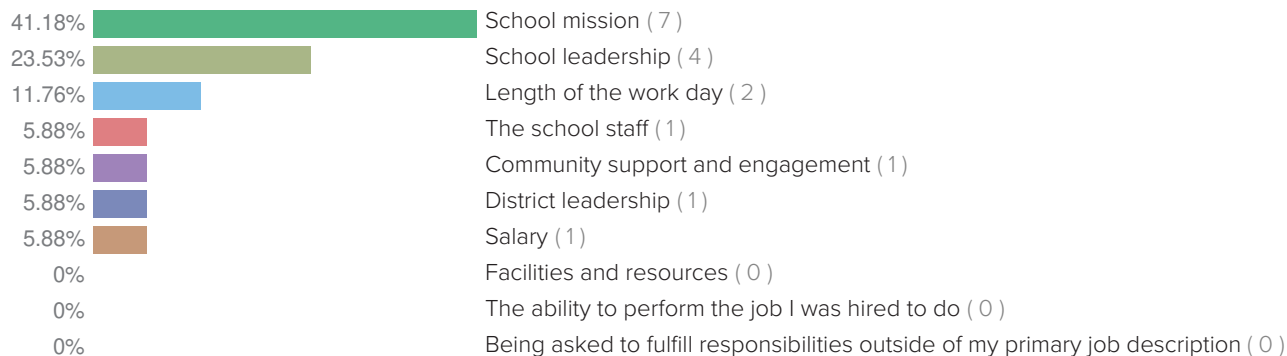 41.18% School mission ( 7 )
23.53% School leadership ( 4 )
11.76% Length of the work day ( 2 )
5.88% The school staff ( 1 )
5.88% Community support and engagement ( 1 )
5.88% District leadership ( 1 )
5.88% Salary ( 1 )
0% Facilities and resources ( 0 )
0% The ability to perform the job I was hired to do ( 0 )
0% Being asked to fulfill responsibilities outside of my primary job description ( 0 )